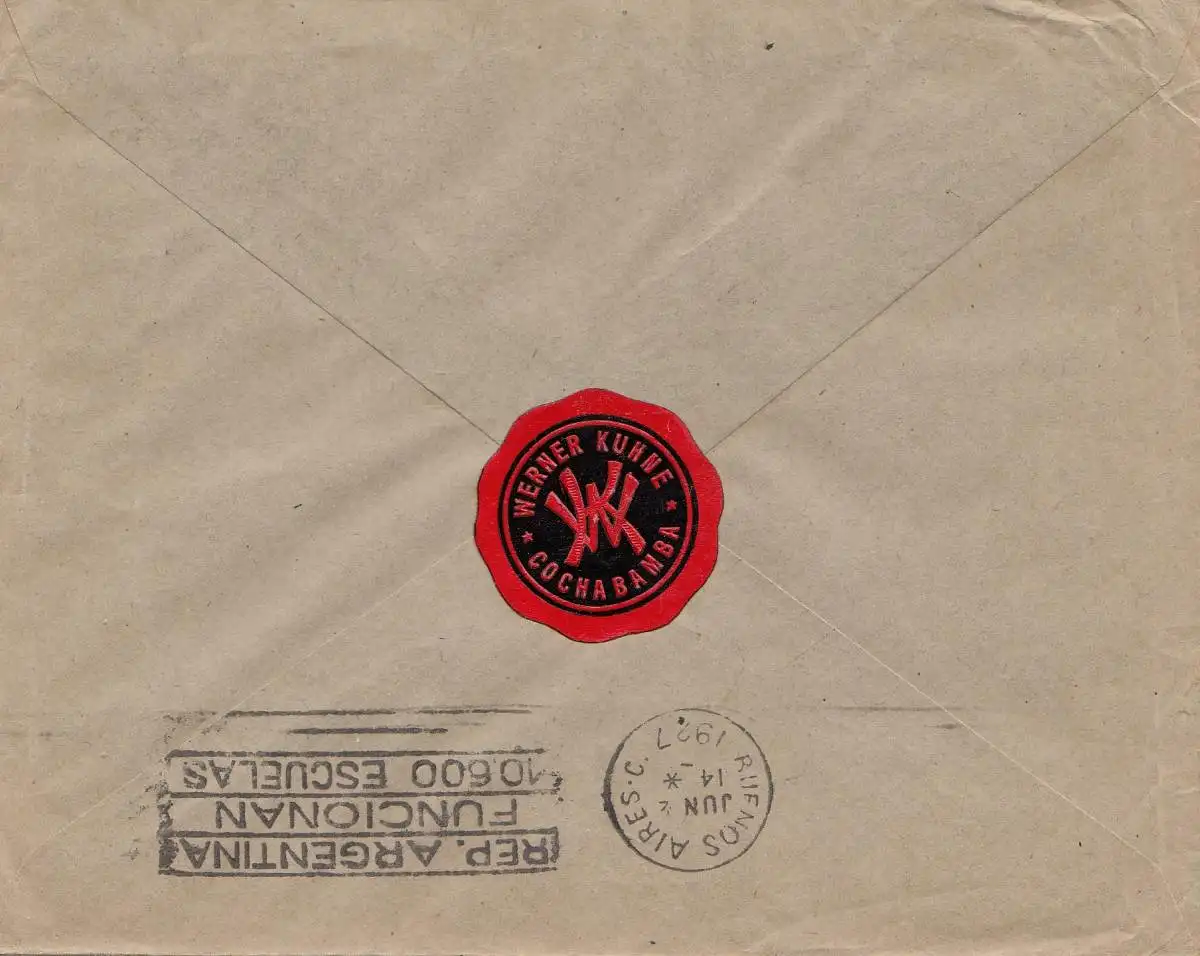 WERNER KUHNE
WK
* COCHABAMBA *
REP. ARGENTINA
FUNCIONAN
10.600 ESCUELAS
BUENOS AIRES·C.
JUN
14 - *
1927